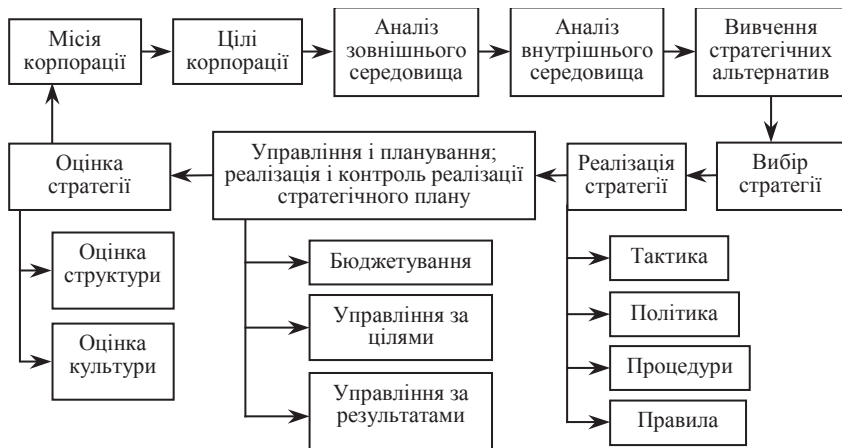 Місія
корпорації
Цілі
корпорації
Аналіз
зовнішнього
середовища
Аналіз
внутрішнього
середовища
Вивчення
стратегічних
альтернатив
Оцінка
стратегії
Управління і планування;
реалізація і контроль реалізації
стратегічного плану
Реалізація
стратегії
Вибір
стратегії
Оцінка
структури
Оцінка
культури
Бюджетування
Управління за
цілями
Управління за
результатами
Тактика
Політика
Процедури
Правила